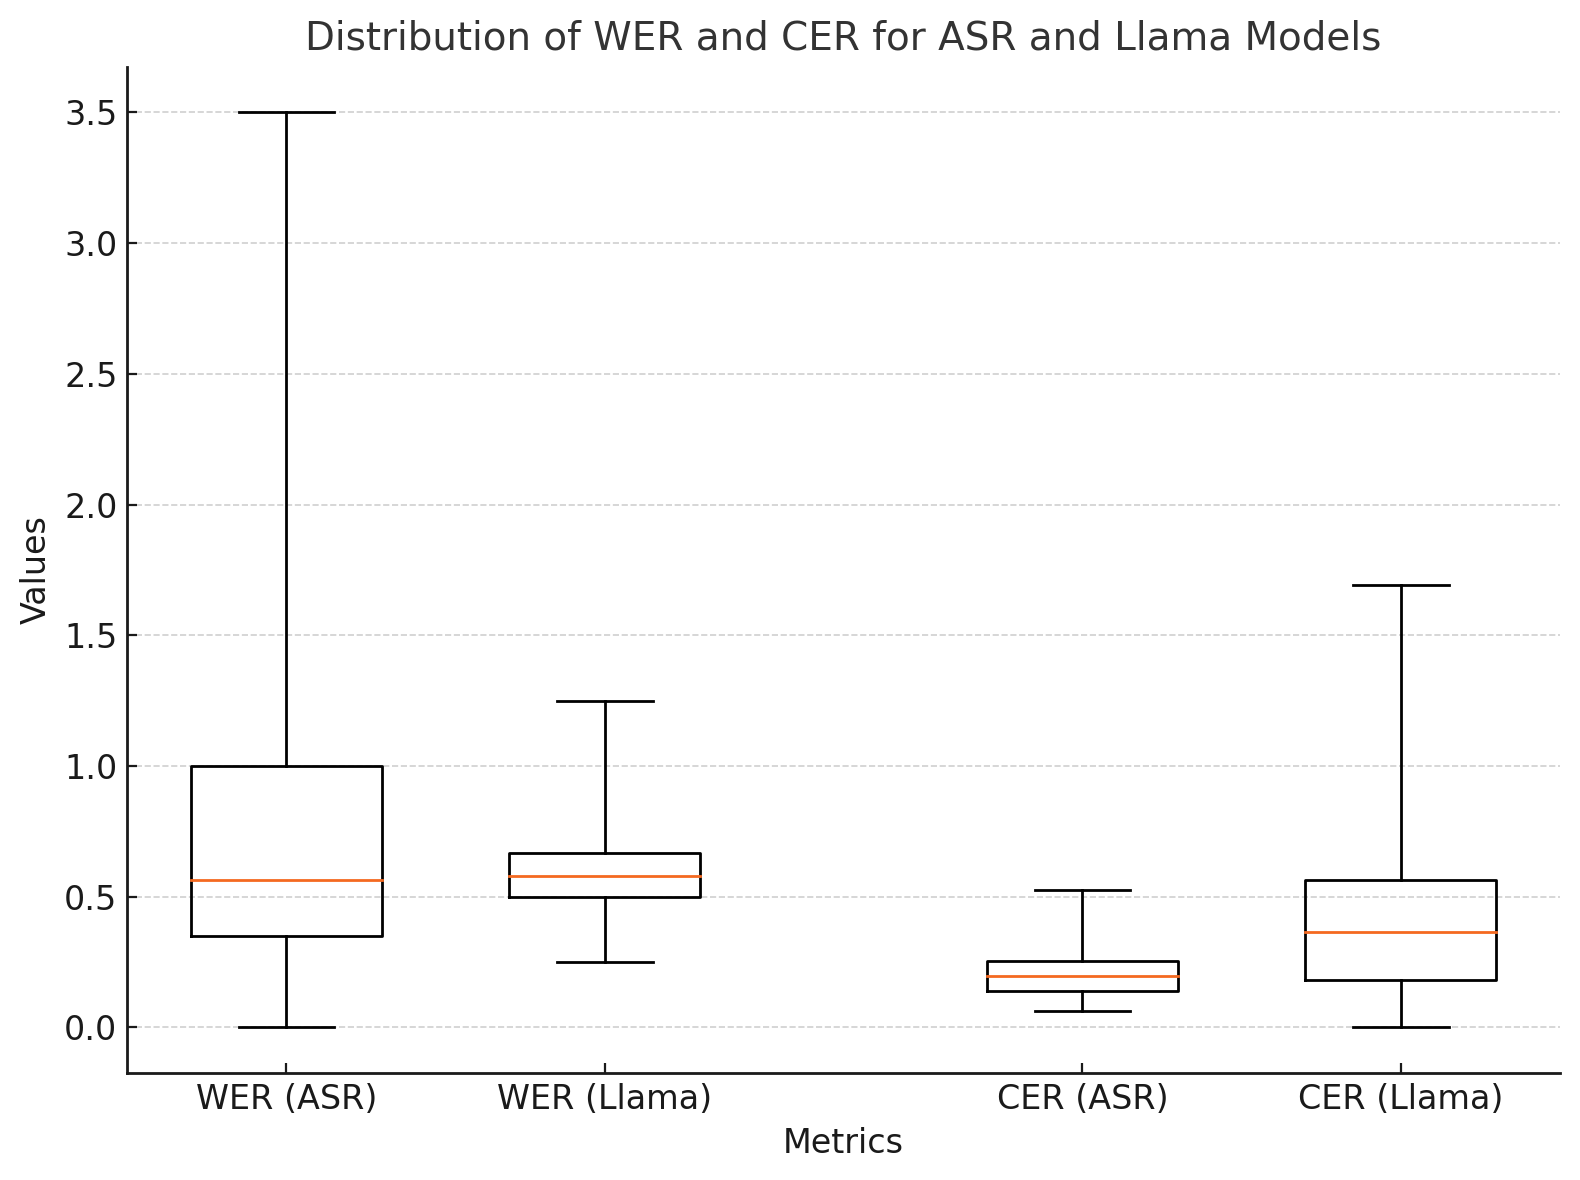 Distribution of WER and CER for ASR and Llama Models
3.5
3.0
2.5
2.0
1.5
1.0
0.5
0.0
Values
WER (ASR) WER (Llama) CER (ASR) CER (Llama)
Metrics